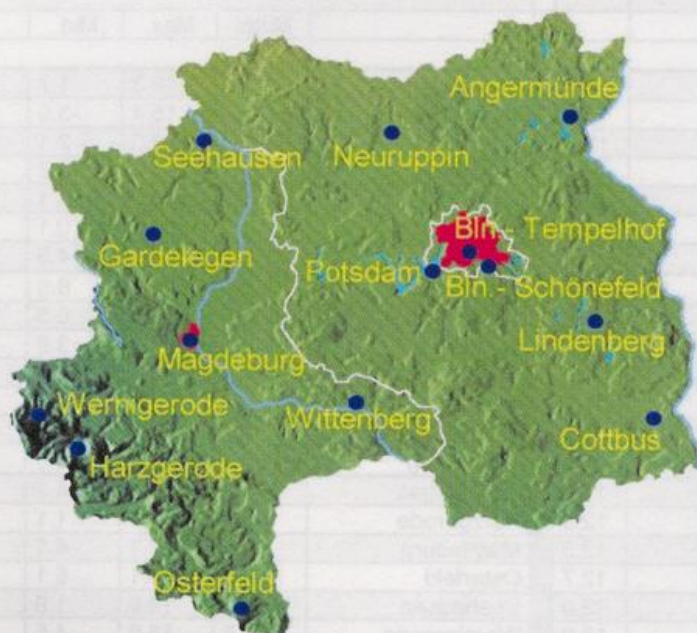 Angermünde
Seehausen
Neuruppin
Gardelegen
Bln.- Tempelhof
Potsdam
Bln.- Schönefeld
Lindenberg
Magdeburg
Wernigerode
Wittenberg
Cottbus
Harzgerode
Osterfeld